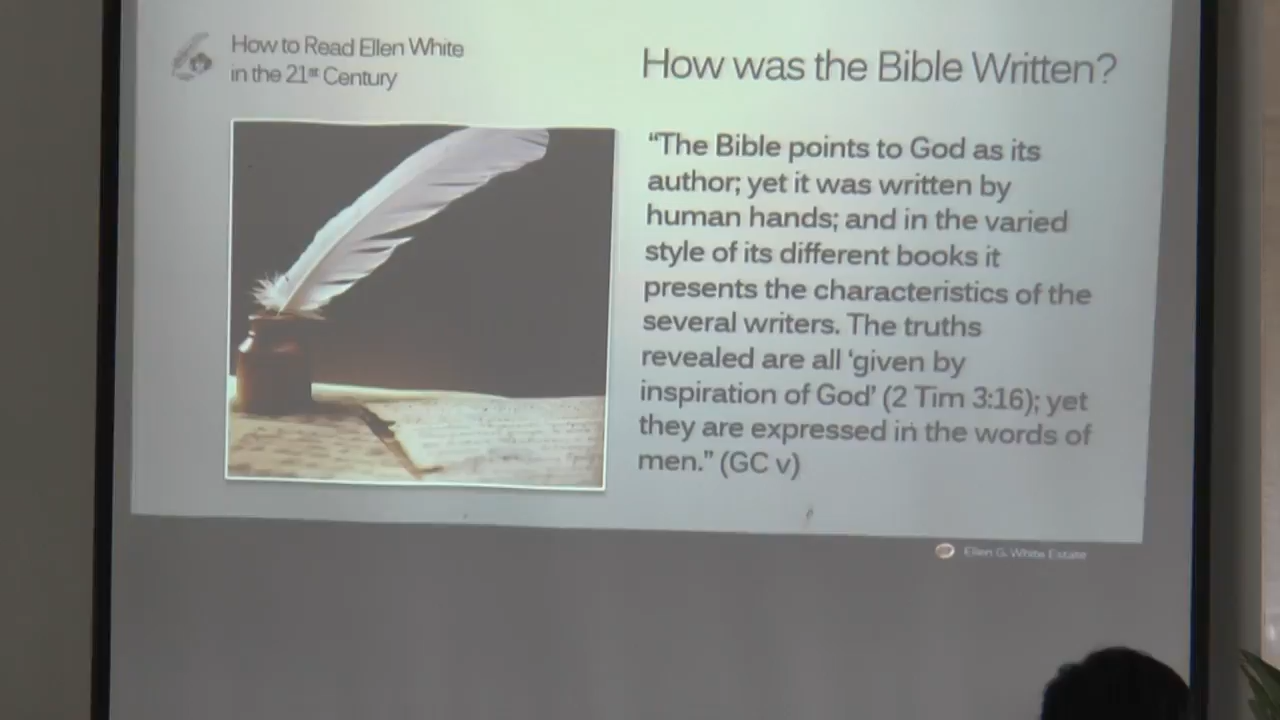 How to Read Ellen White
in the 21st Century
How was the Bible Written?
“The Bible points to God as its
author; yet it was written by
human hands; and in the varied
style of its different books it
presents the characteristics of the
several writers. The truths
revealed are all ‘given by
inspiration of God’ (2 Tim 3:16); yet
they are expressed in the words of
men.” (GC v)
Ellen G. White Estate